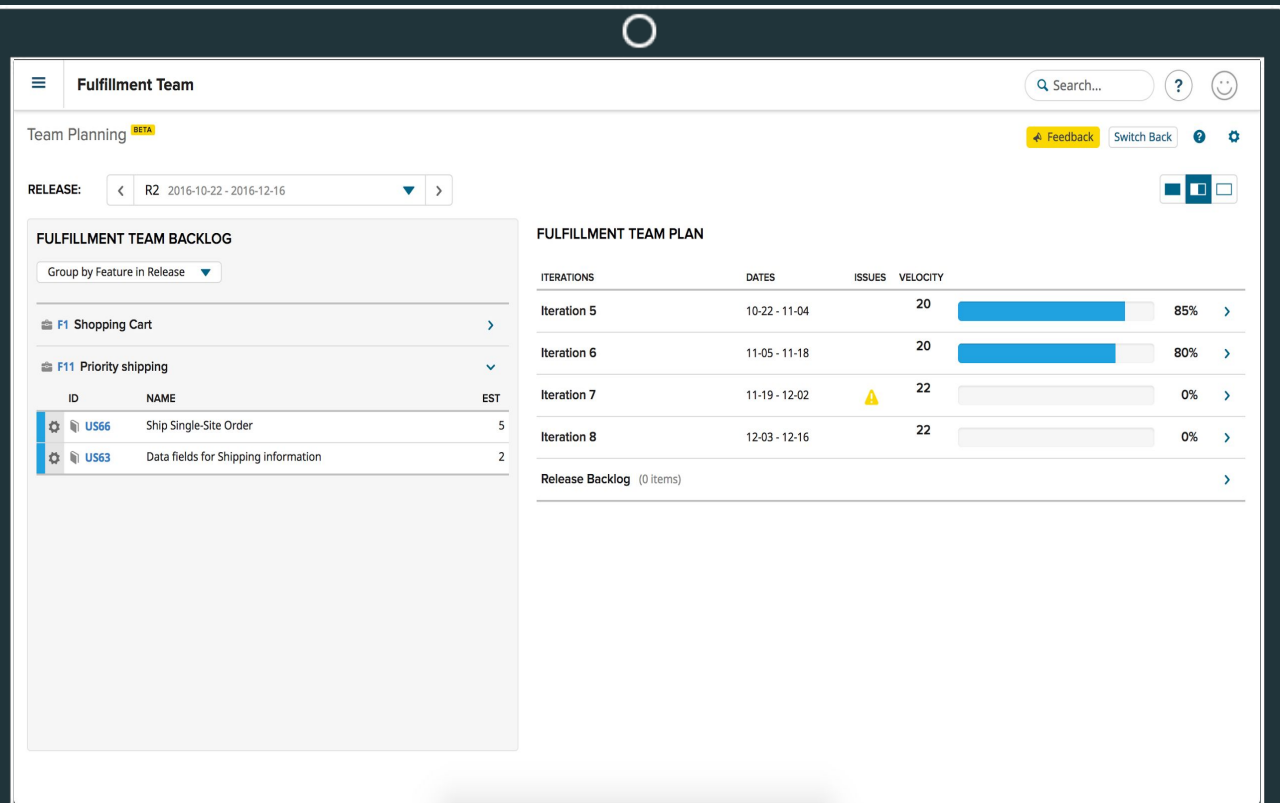 Fulfillment Team
Search...
?
Team Planning BETA
Feedback Switch Back ?
RELEASE: R2 2016-10-22 - 2016-12-16
FULFILLMENT TEAM BACKLOG
Group by Feature in Release
F1 Shopping Cart
F11 Priority shipping
ID NAME EST
US66 Ship Single-Site Order 5
US63 Data fields for Shipping information 2
FULFILLMENT TEAM PLAN
ITERATIONS DATES ISSUES VELOCITY
Iteration 5 10-22 - 11-04 20 85%
Iteration 6 11-05 - 11-18 20 80%
Iteration 7 11-19 - 12-02 22 0%
Iteration 8 12-03 - 12-16 22 0%
Release Backlog (0 items)